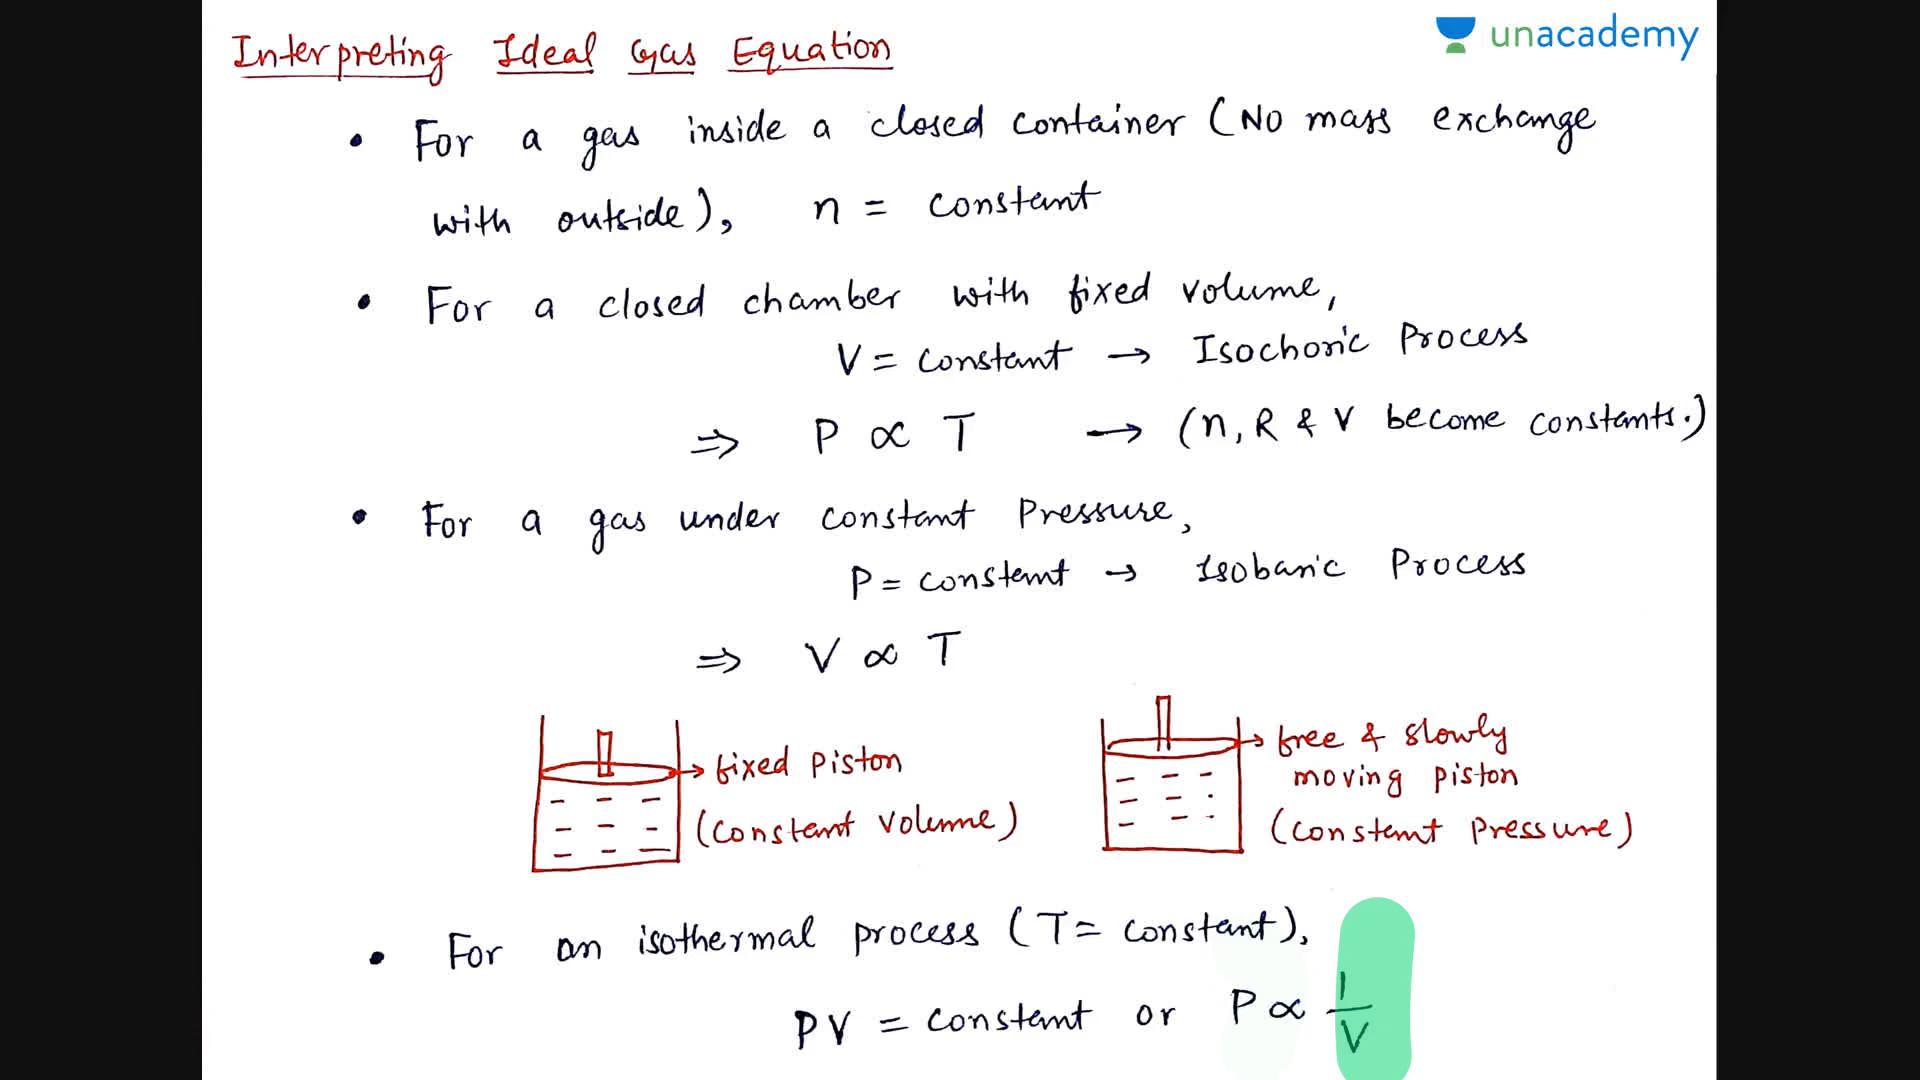 Interpreting Ideal Gas Equation
unacademy
• For a gas inside a closed container (No mass exchange
with outside), n = constant
• For a closed chamber with fixed volume,
V = constant → Isochoric Process
⇒ P ∝ T → (n, R & V become constants.)
• For a gas under constant Pressure,
P = constant → Isobaric Process
⇒ V ∝ T
→ fixed Piston
(constant volume)
→ free & slowly
moving piston
(constant pressure)
• For an isothermal process (T = constant),
PV = constant or P ∝ 1/V